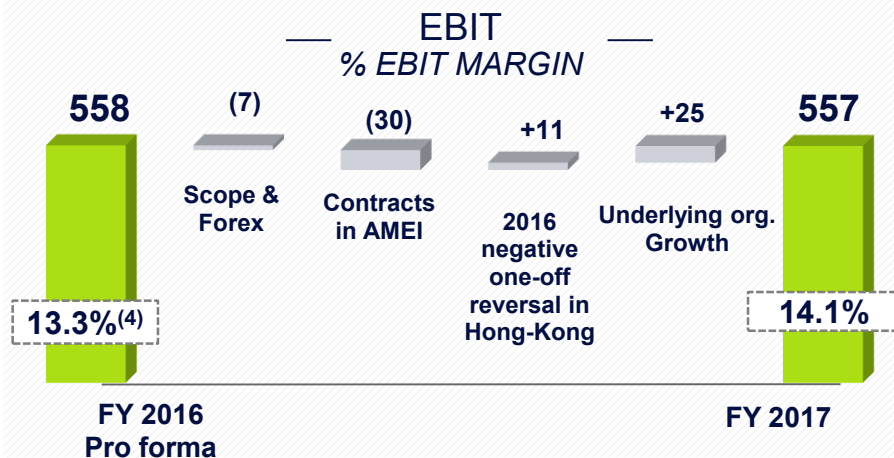 EBIT
% EBIT MARGIN
558
(7)
(30)
+11
+25
557
Scope &
Forex
Contracts
in AMEI
2016
negative
one-off
reversal in
Hong-Kong
Underlying org.
Growth
13.3%(4)
14.1%
FY 2016
Pro forma
FY 2017